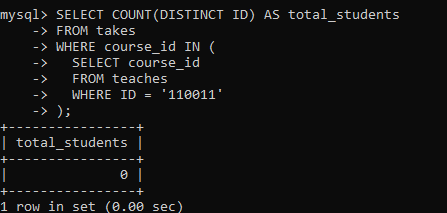 mysql> SELECT COUNT(DISTINCT ID) AS total_students
    -> FROM takes
    -> WHERE course_id IN (
    ->   SELECT course_id
    ->   FROM teaches
    ->   WHERE ID = '110011'
    -> );
+----------------+
| total_students |
+----------------+
|              0 |
+----------------+
1 row in set (0.00 sec)